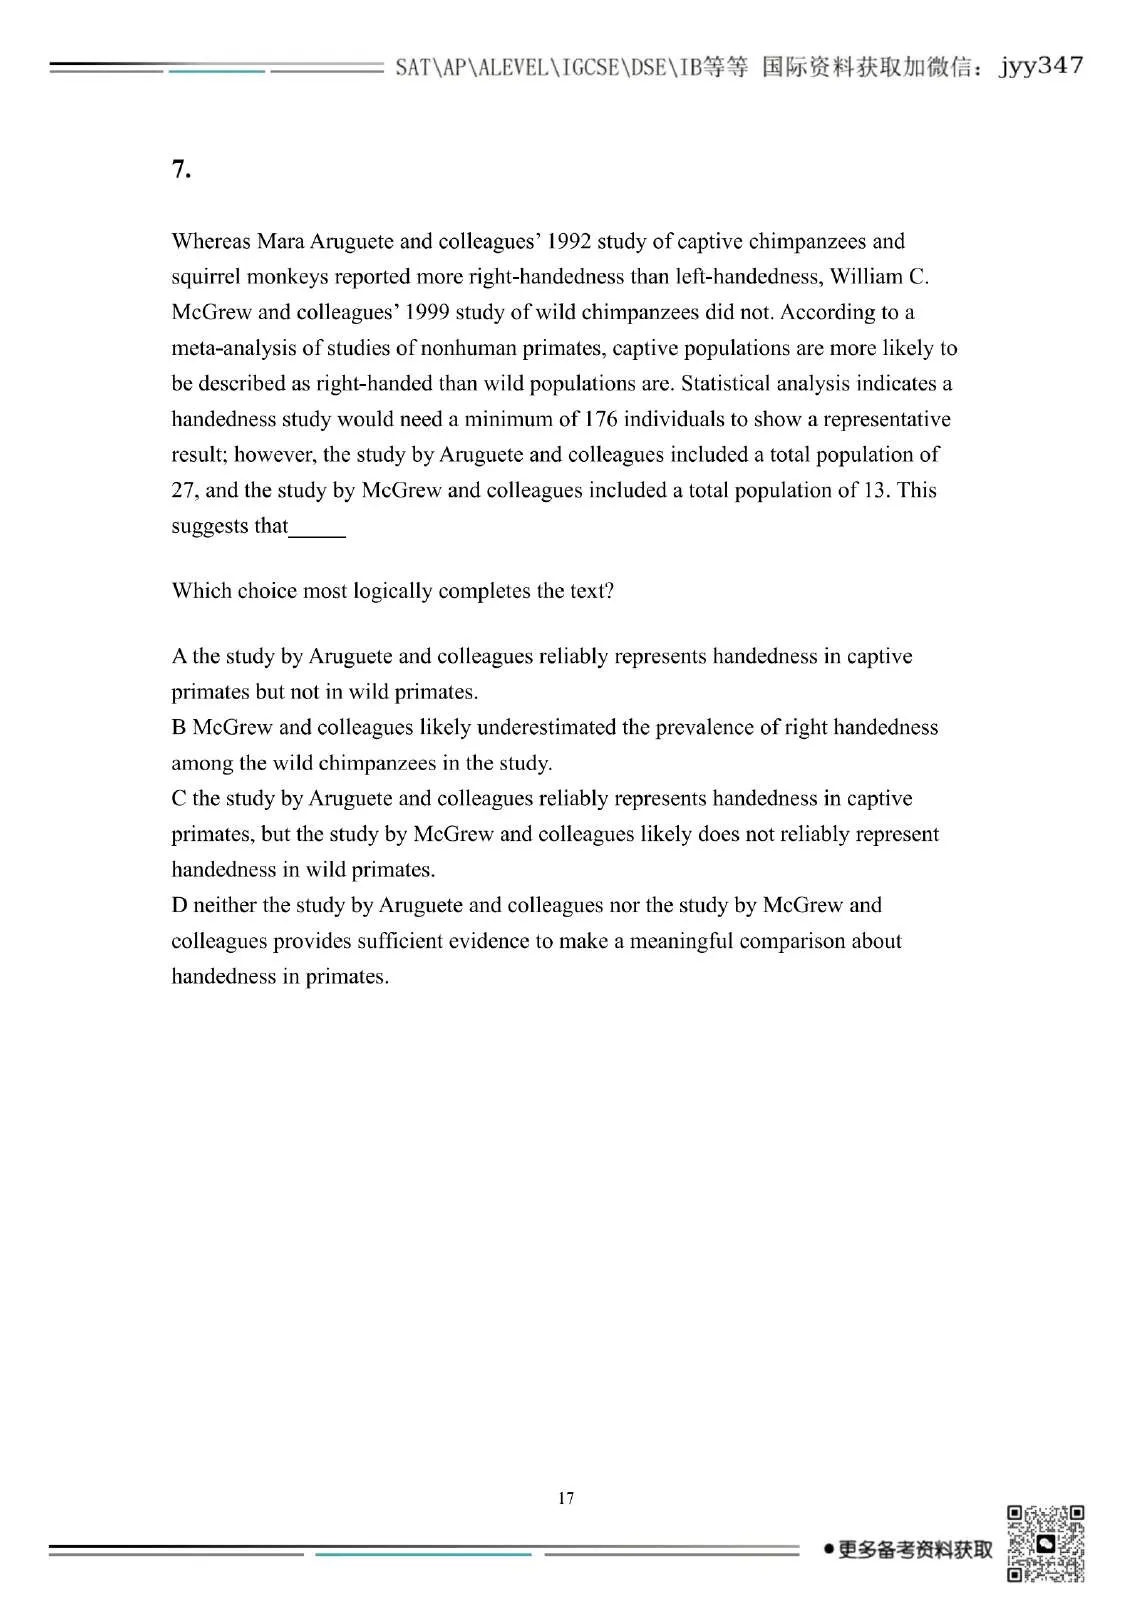 SAT\AP\ALEVEL\IGCSE\DSE\IB等等 国际资料获取加微信： jyy347
7.
Whereas Mara Aruguete and colleagues’ 1992 study of captive chimpanzees and
squirrel monkeys reported more right-handedness than left-handedness, William C.
McGrew and colleagues’ 1999 study of wild chimpanzees did not. According to a
meta-analysis of studies of nonhuman primates, captive populations are more likely to
be described as right-handed than wild populations are. Statistical analysis indicates a
handedness study would need a minimum of 176 individuals to show a representative
result; however, the study by Aruguete and colleagues included a total population of
27, and the study by McGrew and colleagues included a total population of 13. This
suggests that_____
Which choice most logically completes the text?
A the study by Aruguete and colleagues reliably represents handedness in captive
primates but not in wild primates.
B McGrew and colleagues likely underestimated the prevalence of right handedness
among the wild chimpanzees in the study.
C the study by Aruguete and colleagues reliably represents handedness in captive
primates, but the study by McGrew and colleagues likely does not reliably represent
handedness in wild primates.
D neither the study by Aruguete and colleagues nor the study by McGrew and
colleagues provides sufficient evidence to make a meaningful comparison about
handedness in primates.
17
●更多备考资料获取